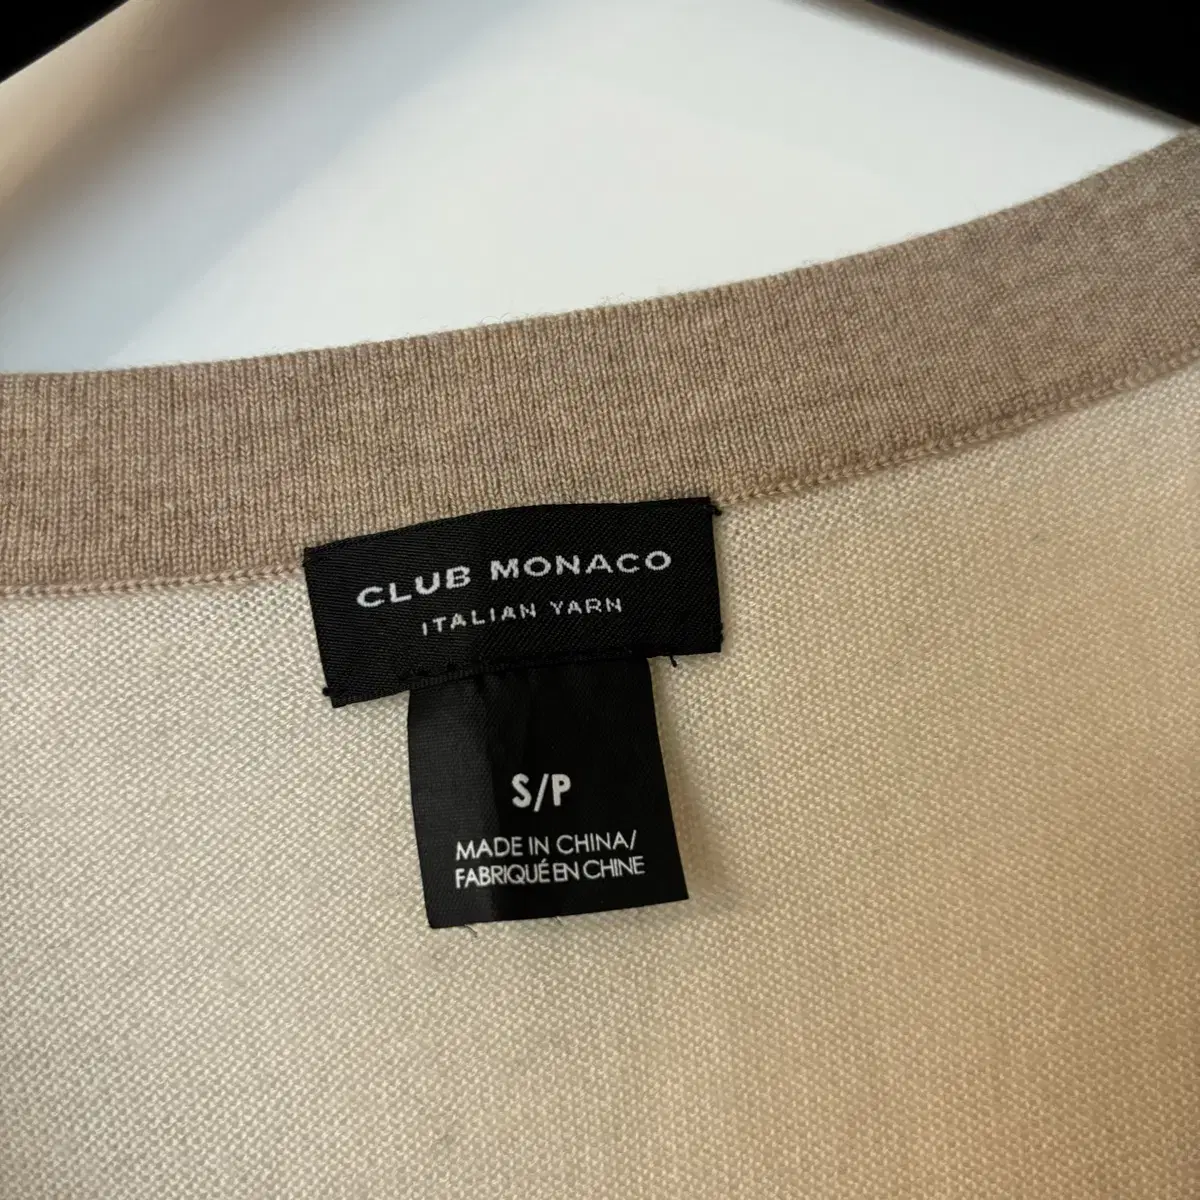 CLUB MONACO
ITALIAN YARN
S/P
MADE IN CHINA/
FABRIQUÉ EN CHINE